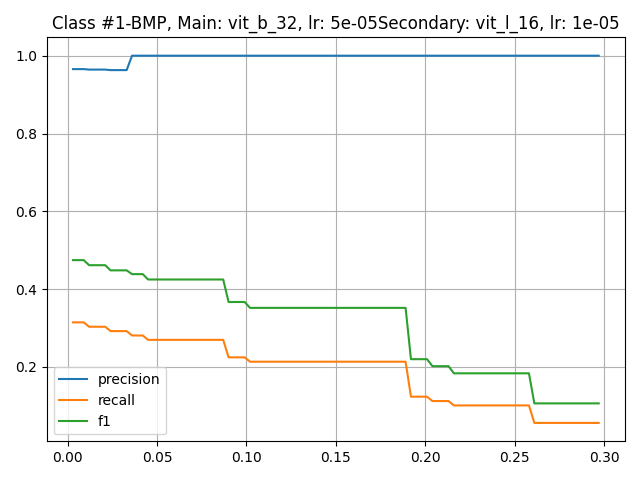 Class #1-BMP, Main: vit_b_32, lr: 5e-05Secondary: vit_l_16, lr: 1e-05
1.0
0.8
0.6
0.4
0.2
precision
recall
f1
0.00 0.05 0.10 0.15 0.20 0.25 0.30